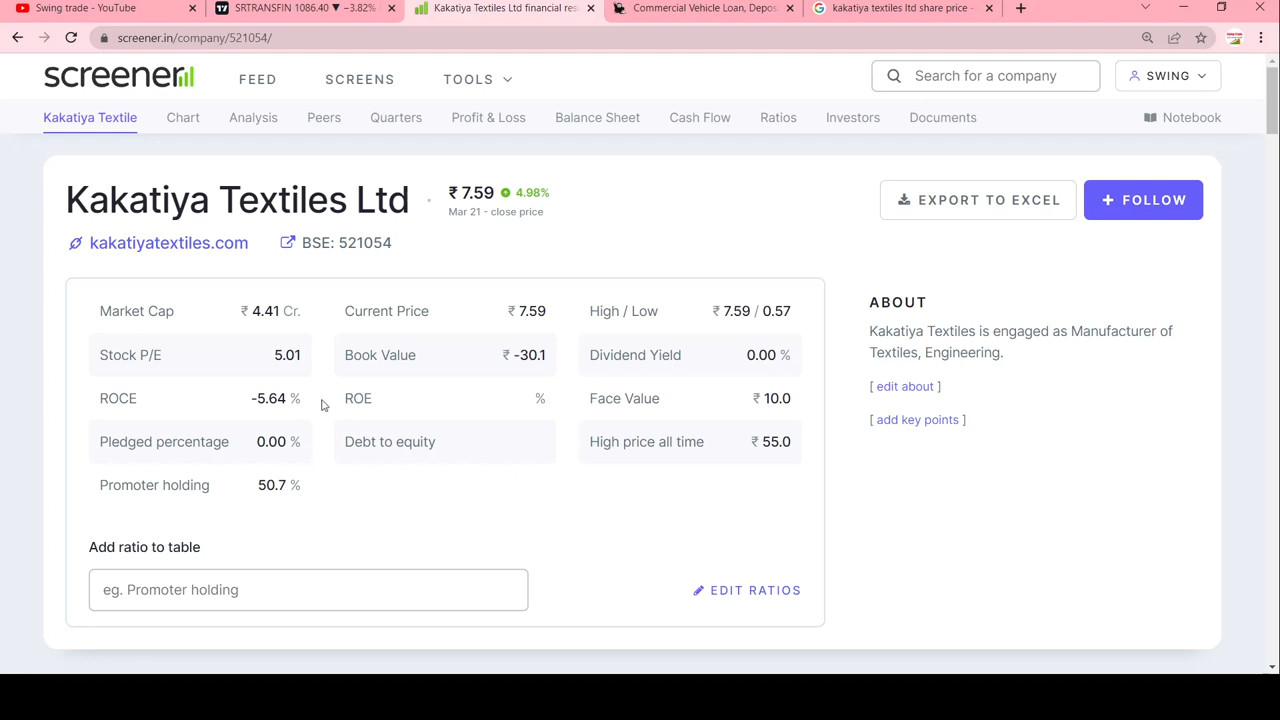 Swing trade - YouTube × SRTRANSFIN 1086.40 ▼ −3.82% × Kakatiya Textiles Ltd financial res × Commercial Vehicle Loan, Depos × kakatiya textiles ltd share price - × +
screener.in/company/521054/
screener FEED SCREENS TOOLS Search for a company SWING
Kakatiya Textile Chart Analysis Peers Quarters Profit & Loss Balance Sheet Cash Flow Ratios Investors Documents Notebook
Kakatiya Textiles Ltd · ₹ 7.59 4.98%
Mar 21 - close price
EXPORT TO EXCEL + FOLLOW
kakatiyatextiles.com BSE: 521054
Market Cap ₹ 4.41 Cr. Current Price ₹ 7.59 High / Low ₹ 7.59 / 0.57
Stock P/E 5.01 Book Value ₹ -30.1 Dividend Yield 0.00 %
ROCE -5.64 % ROE % Face Value ₹ 10.0
Pledged percentage 0.00 % Debt to equity High price all time ₹ 55.0
Promoter holding 50.7 %
Add ratio to table
eg. Promoter holding EDIT RATIOS
ABOUT
Kakatiya Textiles is engaged as Manufacturer of
Textiles, Engineering.
[ edit about ]
[ add key points ]